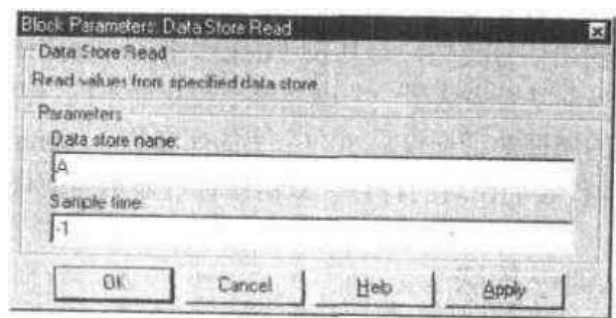 Block Parameters: Data Store Read
Data Store Read
Read values from specified data store
Parameters
Data store name:
A
Sample time:
-1
OK
Cancel
Help
Apply